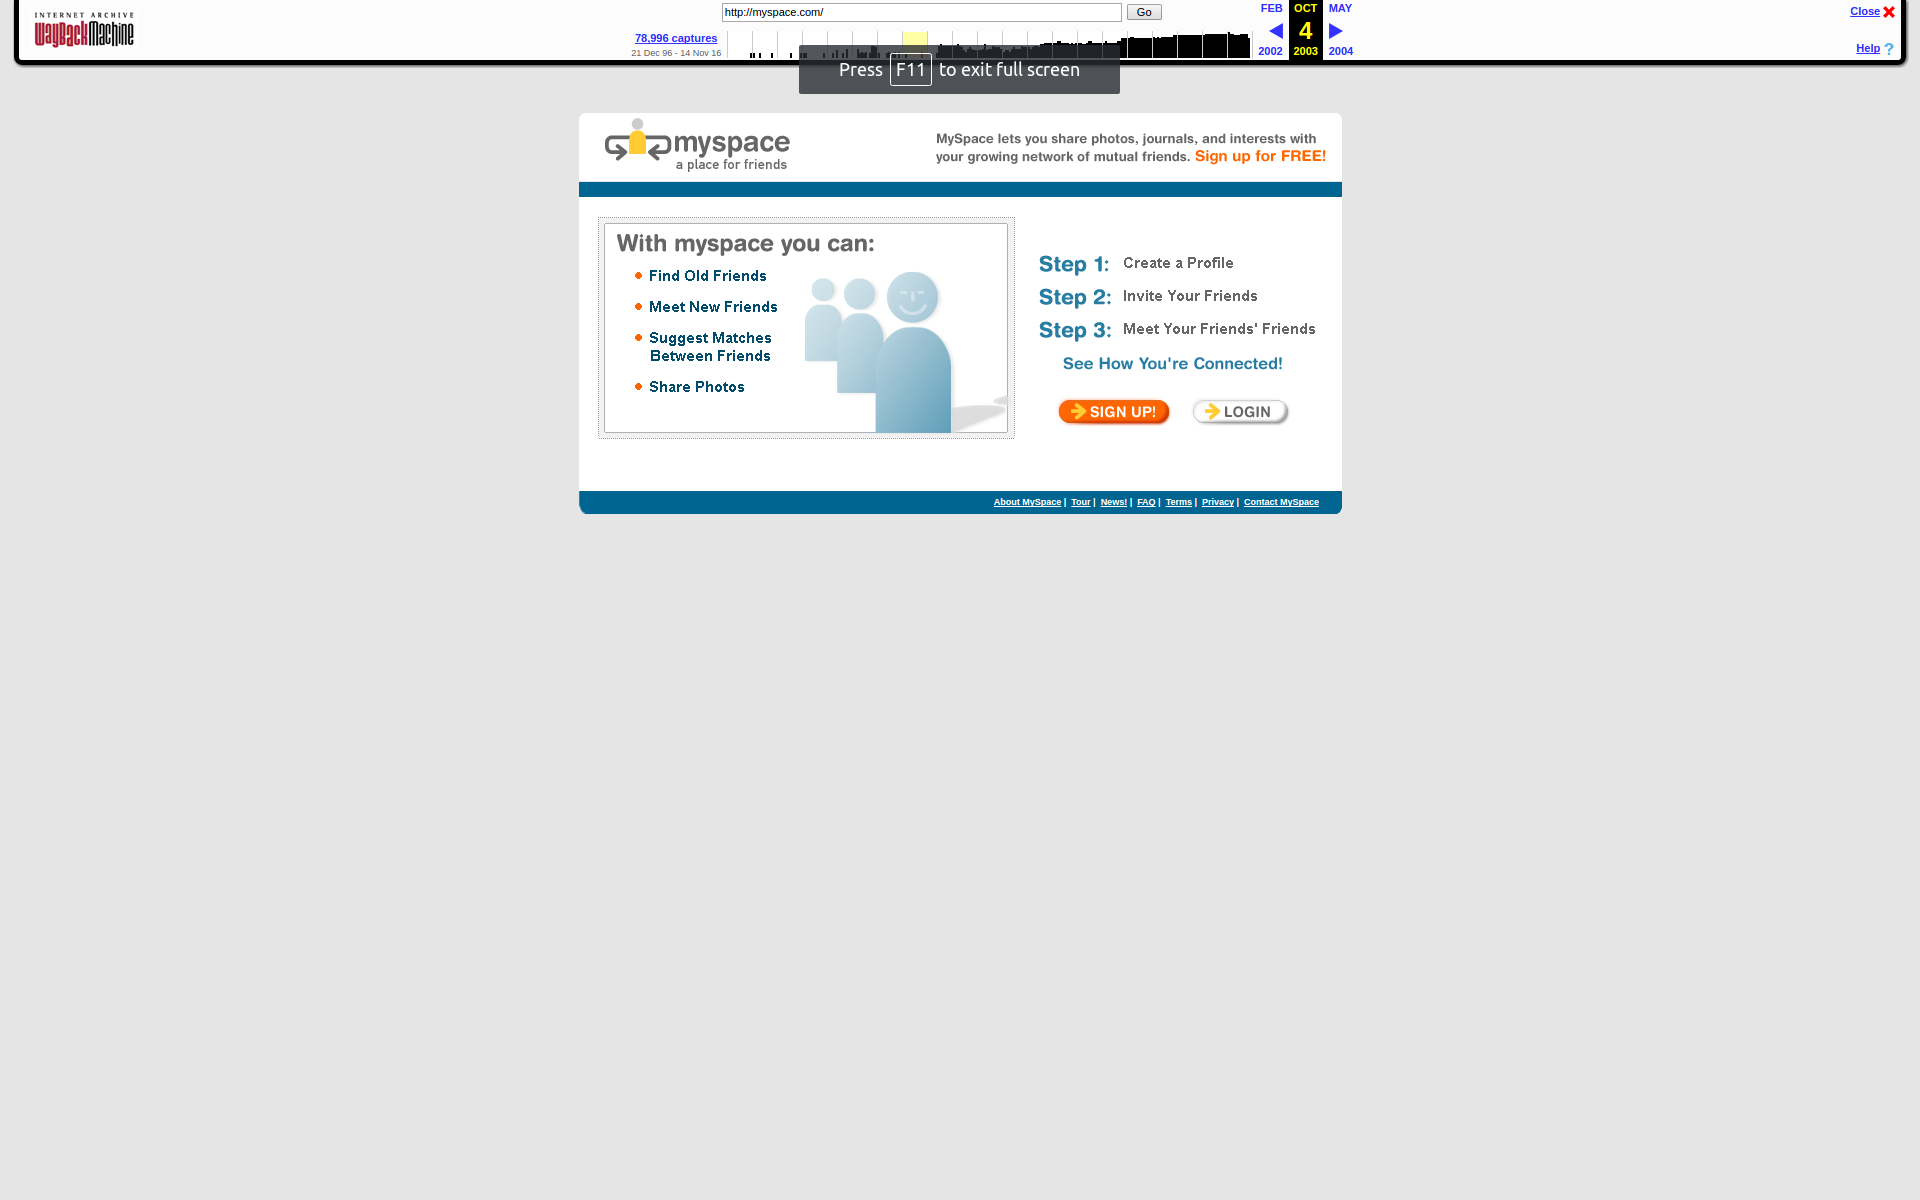 INTERNET ARCHIVE
WayBackMachine
http://myspace.com/
Go
78,996 captures
21 Dec 96 - 14 Nov 16
FEB OCT MAY
4
2002 2003 2004
Close
Help ?
Press F11 to exit full screen
myspace
a place for friends
MySpace lets you share photos, journals, and interests with
your growing network of mutual friends. Sign up for FREE!
With myspace you can:
Find Old Friends
Meet New Friends
Suggest Matches
Between Friends
Share Photos
Step 1: Create a Profile
Step 2: Invite Your Friends
Step 3: Meet Your Friends' Friends
See How You're Connected!
SIGN UP! LOGIN
About MySpace | Tour | News! | FAQ | Terms | Privacy | Contact MySpace